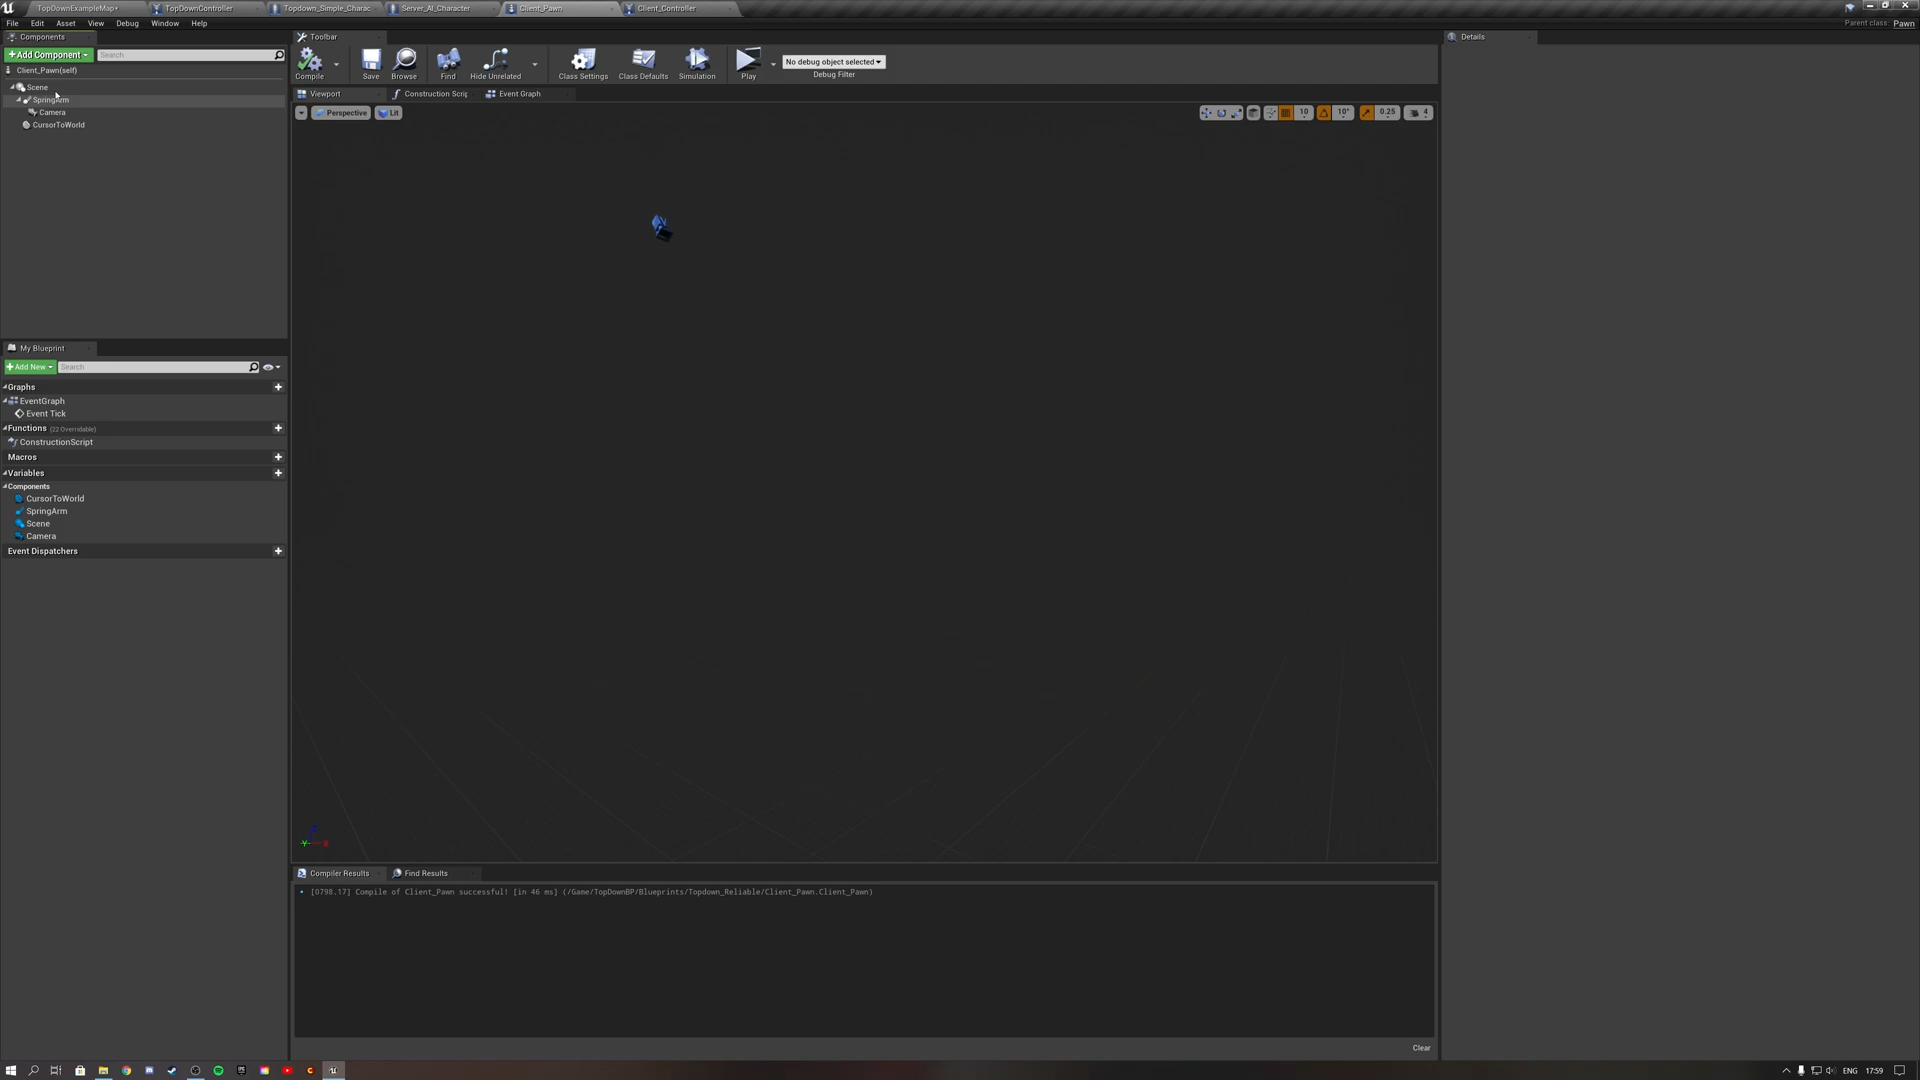 TopDownExampleMap*
TopDownController
Topdown_Simple_Charac
Server_AI_Character
Client_Pawn
Client_Controller
File Edit Asset View Debug Window Help
Parent class: Pawn
Components
+Add Component
Search
Client_Pawn(self)
Scene
SpringArm
Camera
CursorToWorld
My Blueprint
+Add New
Search
Graphs
EventGraph
Event Tick
Functions (22 Overridable)
ConstructionScript
Macros
Variables
Components
CursorToWorld
SpringArm
Scene
Camera
Event Dispatchers
Toolbar
Compile
Save
Browse
Find
Hide Unrelated
Class Settings
Class Defaults
Simulation
Play
No debug object selected
Debug Filter
Viewport
Construction Scrip
Event Graph
Perspective
Lit
10
10°
0.25
4
Z
Y
X
Compiler Results
Find Results
[0798.17] Compile of Client_Pawn successful! [in 46 ms] (/Game/TopDownBP/Blueprints/Topdown_Reliable/Client_Pawn.Client_Pawn)
Clear
Details
ENG
17:59